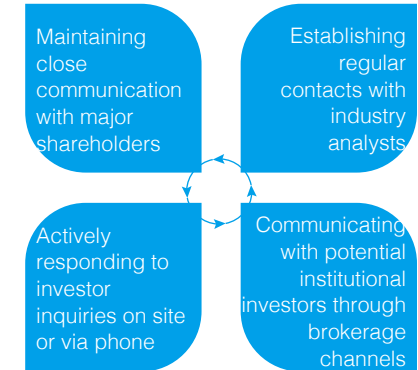 Maintaining
close
communication
with major
shareholders
Establishing
regular
contacts with
industry
analysts
Actively
responding to
investor
inquiries on site
or via phone
Communicating
with potential
institutional
investors through
brokerage
channels